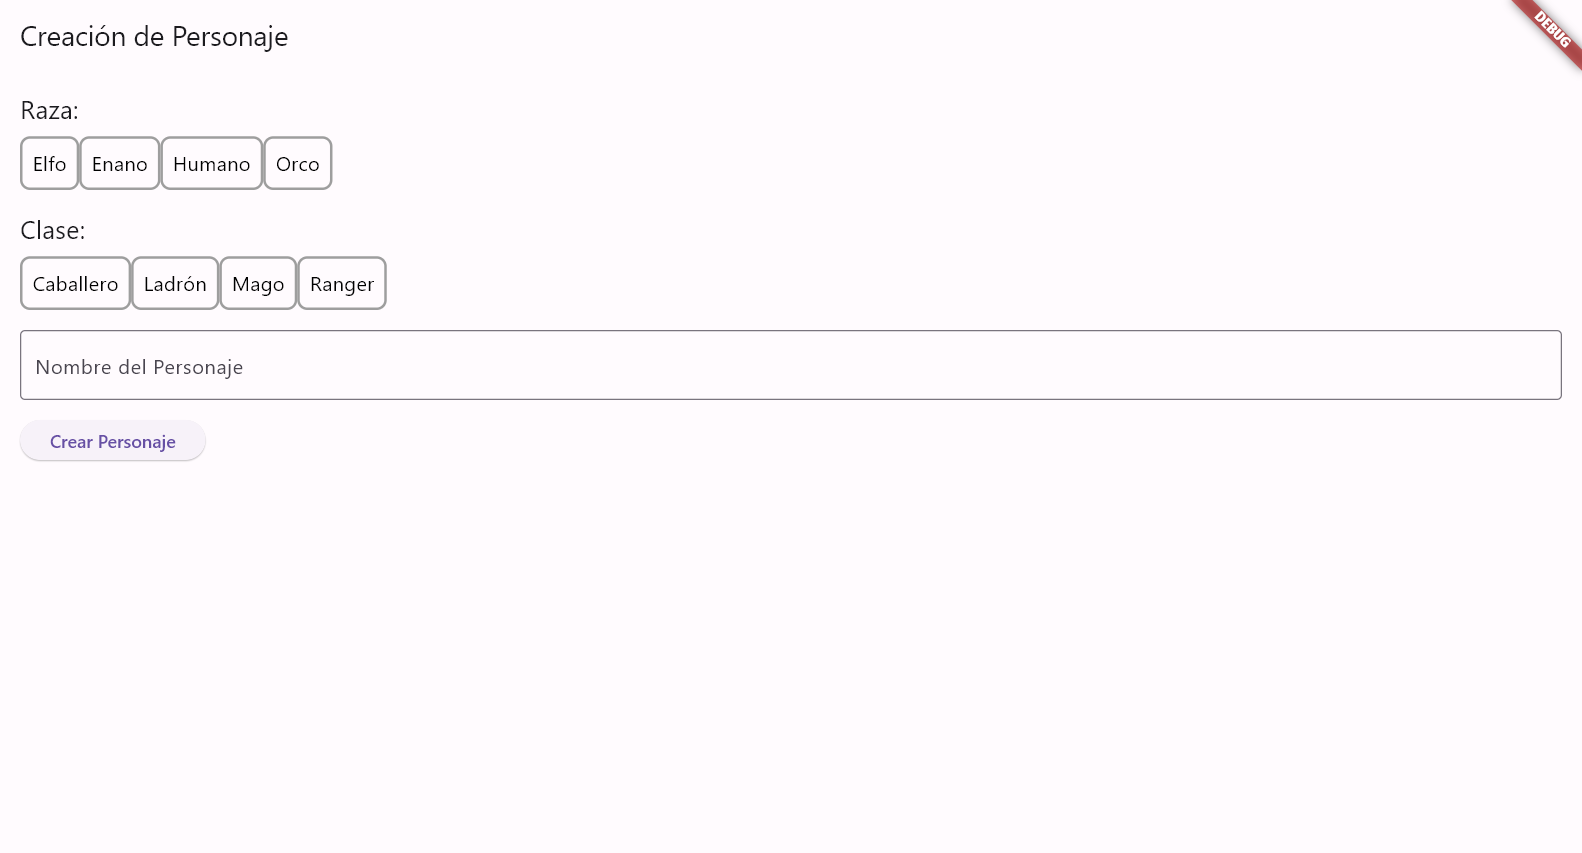 Creación de Personaje
DEBUG
Raza:
Elfo Enano Humano Orco
Clase:
Caballero Ladrón Mago Ranger
Nombre del Personaje
Crear Personaje